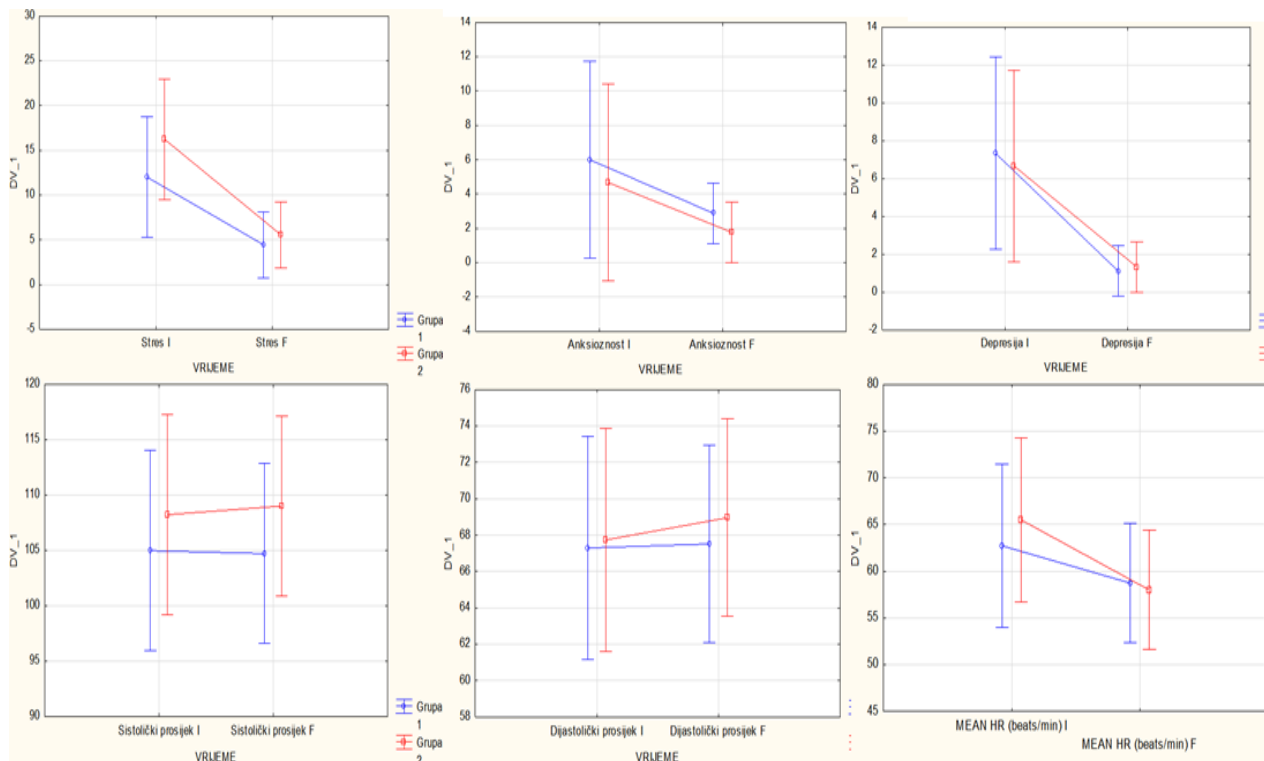 30
25
20
15
10
5
0
-5
DV_1
Stres I Stres F
VRIJEME
Grupa
1
Grupa
2
14
12
10
8
6
4
2
0
-2
-4
DV_1
Anksioznost I Anksioznost F
VRIJEME
14
12
10
8
6
4
2
0
-2
DV_1
Depresija I Depresija F
VRIJEME
120
115
110
105
100
95
90
DV_1
Sistolički prosijek I Sistolički prosijek F
VRIJEME
Grupa
1
Grupa
2
76
74
72
70
68
66
64
62
60
58
DV_1
Dijastolički prosijek I Dijastolički prosijek F
VRIJEME
80
75
70
65
60
55
50
45
DV_1
MEAN HR (beats/min) I
MEAN HR (beats/min) F